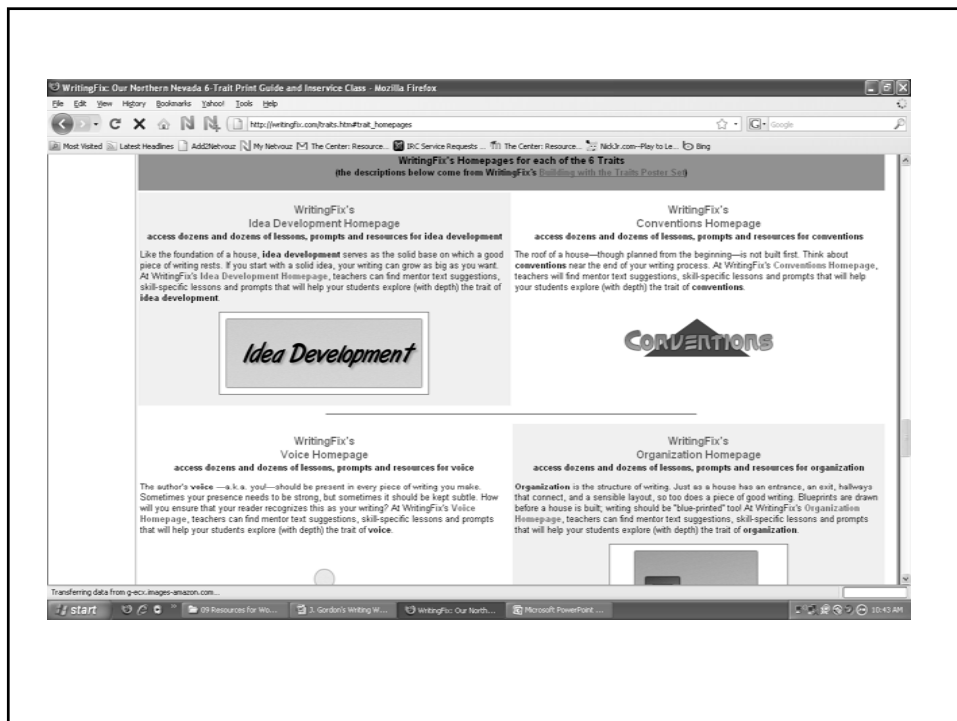 WritingFix: Our Northern Nevada 6-Trait Print Guide and Inservice Class - Mozilla Firefox
File Edit View History Bookmarks Yahoo! Tools Help
http://writingfix.com/traits.htm#trait_homepages
Google
Most Visited Latest Headlines Add2Netvouz My Netvouz The Center: Resource... IRC Service Requests ... The Center: Resource... NickJr.com--Play to Le... Bing
WritingFix's Homepages for each of the 6 Traits
(the descriptions below come from WritingFix's Building with the Traits Poster Set)
WritingFix's
Idea Development Homepage
access dozens and dozens of lessons, prompts and resources for idea development
Like the foundation of a house, idea development serves as the solid base on which a good
piece of writing rests. If you start with a solid idea, your writing can grow as big as you want.
At WritingFix's Idea Development Homepage, teachers can find mentor text suggestions,
skill-specific lessons and prompts that will help your students explore (with depth) the trait of
idea development.
Idea Development
WritingFix's
Conventions Homepage
access dozens and dozens of lessons, prompts and resources for conventions
The roof of a house—though planned from the beginning—is not built first. Think about
conventions near the end of your writing process. At WritingFix's Conventions Homepage,
teachers will find mentor text suggestions, skill-specific lessons and prompts that will help
your students explore (with depth) the trait of conventions.
CONVENTIONS
WritingFix's
Voice Homepage
access dozens and dozens of lessons, prompts and resources for voice
The author's voice —a.k.a. you!—should be present in every piece of writing you make.
Sometimes your presence needs to be strong, but sometimes it should be kept subtle. How
will you ensure that your reader recognizes this as your writing? At WritingFix's Voice
Homepage, teachers can find mentor text suggestions, skill-specific lessons and prompts
that will help your students explore (with depth) the trait of voice.
WritingFix's
Organization Homepage
access dozens and dozens of lessons, prompts and resources for organization
Organization is the structure of writing. Just as a house has an entrance, an exit, hallways
that connect, and a sensible layout, so too does a piece of good writing. Blueprints are drawn
before a house is built; writing should be "blue-printed" too! At WritingFix's Organization
Homepage, teachers can find mentor text suggestions, skill-specific lessons and prompts
that will help your students explore (with depth) the trait of organization.
Transferring data from g-ecx.images-amazon.com...
start 09 Resources for Wo... 3. Gordon's Writing W... WritingFix: Our North... Microsoft PowerPoint ... 10:43 AM